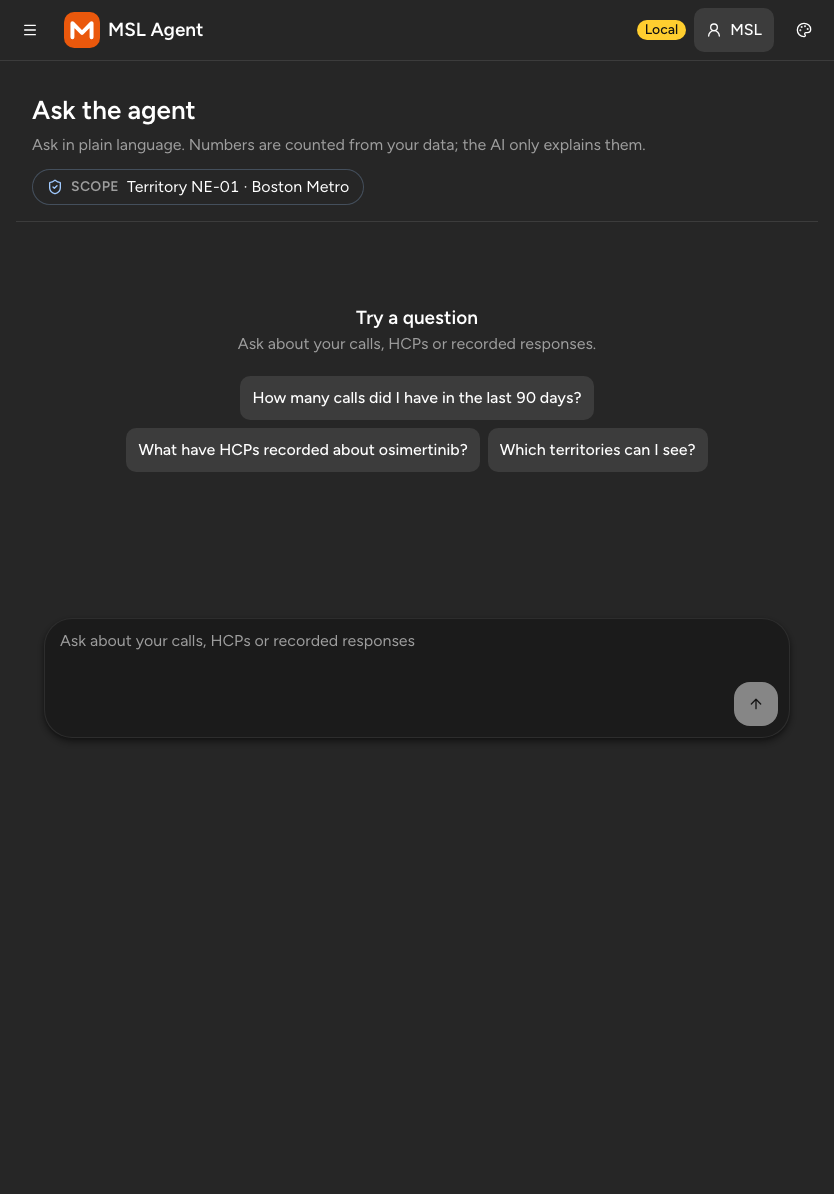 MSL Agent
Local
MSL
Ask the agent
Ask in plain language. Numbers are counted from your data; the AI only explains them.
SCOPE Territory NE-01 · Boston Metro
Try a question
Ask about your calls, HCPs or recorded responses.
How many calls did I have in the last 90 days?
What have HCPs recorded about osimertinib?
Which territories can I see?
Ask about your calls, HCPs or recorded responses